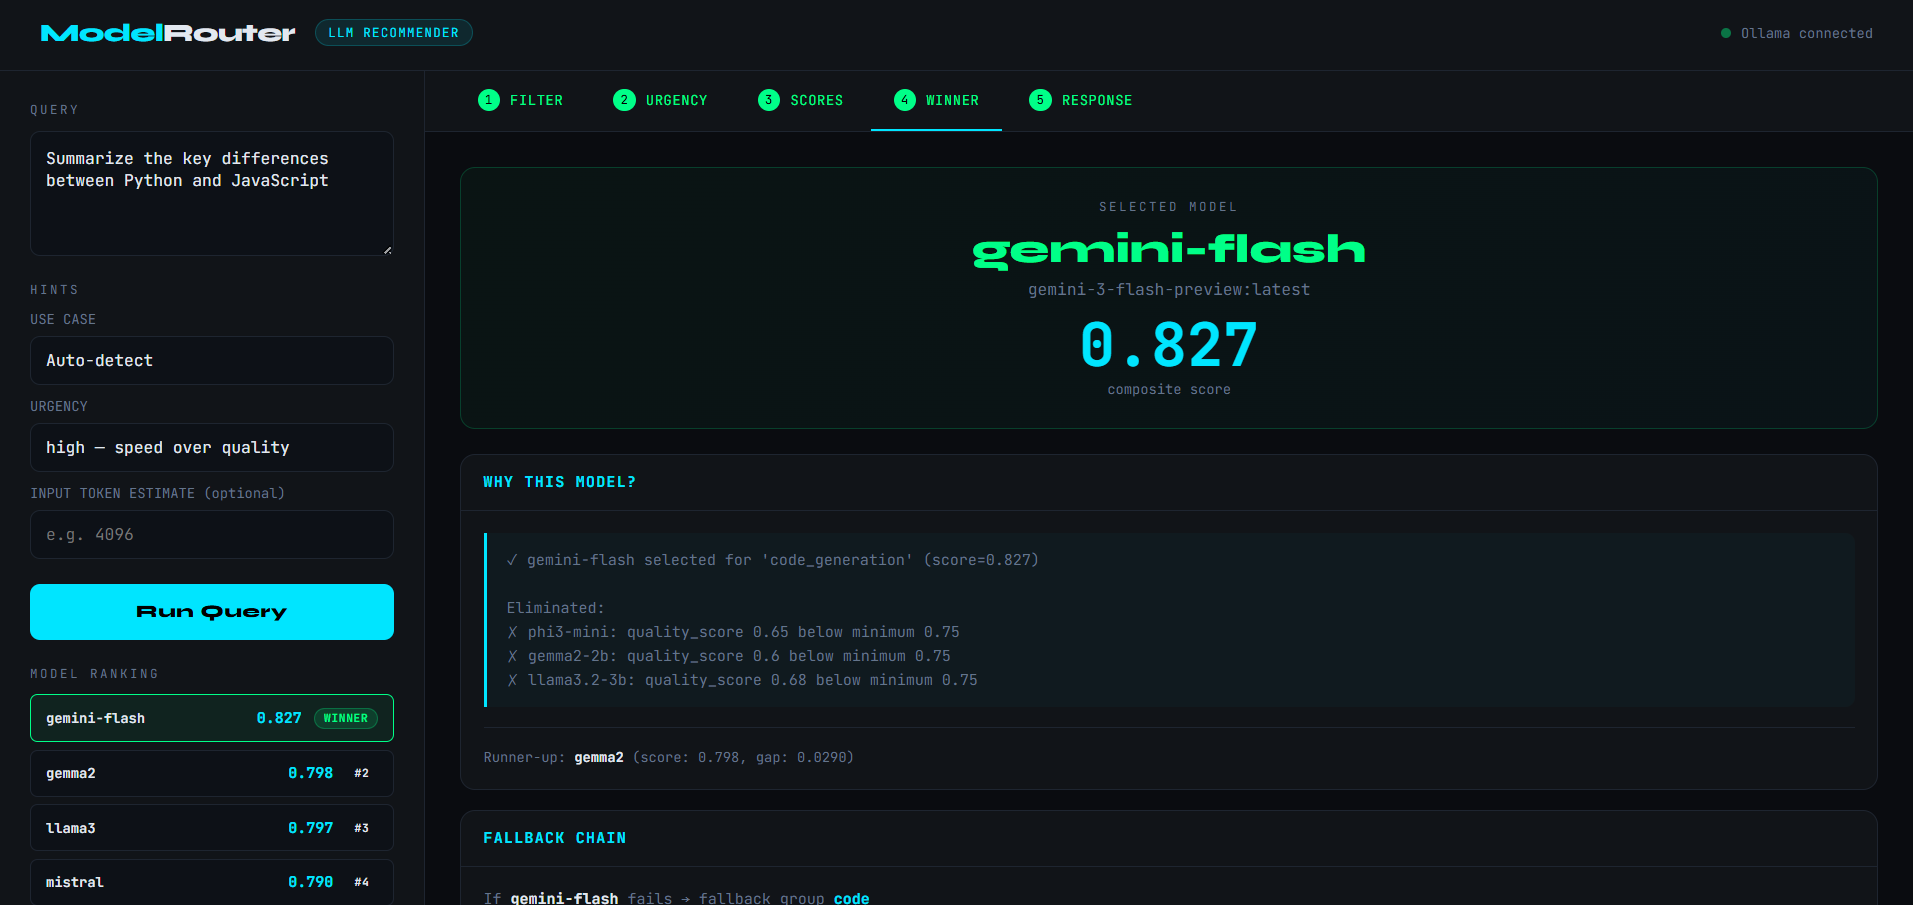 ModelRouter LLM RECOMMENDER
Ollama connected
QUERY
Summarize the key differences
between Python and JavaScript
HINTS
USE CASE
Auto-detect
URGENCY
high — speed over quality
INPUT TOKEN ESTIMATE (optional)
e.g. 4096
Run Query
MODEL RANKING
gemini-flash 0.827 WINNER
gemma2 0.798 #2
llama3 0.797 #3
mistral 0.790 #4
1 FILTER 2 URGENCY 3 SCORES 4 WINNER 5 RESPONSE
SELECTED MODEL
gemini-flash
gemini-3-flash-preview:latest
0.827
composite score
WHY THIS MODEL?
✓ gemini-flash selected for 'code_generation' (score=0.827)
Eliminated:
✗ phi3-mini: quality_score 0.65 below minimum 0.75
✗ gemma2-2b: quality_score 0.6 below minimum 0.75
✗ llama3.2-3b: quality_score 0.68 below minimum 0.75
Runner-up: gemma2 (score: 0.798, gap: 0.0290)
FALLBACK CHAIN
If gemini-flash fails → fallback group code